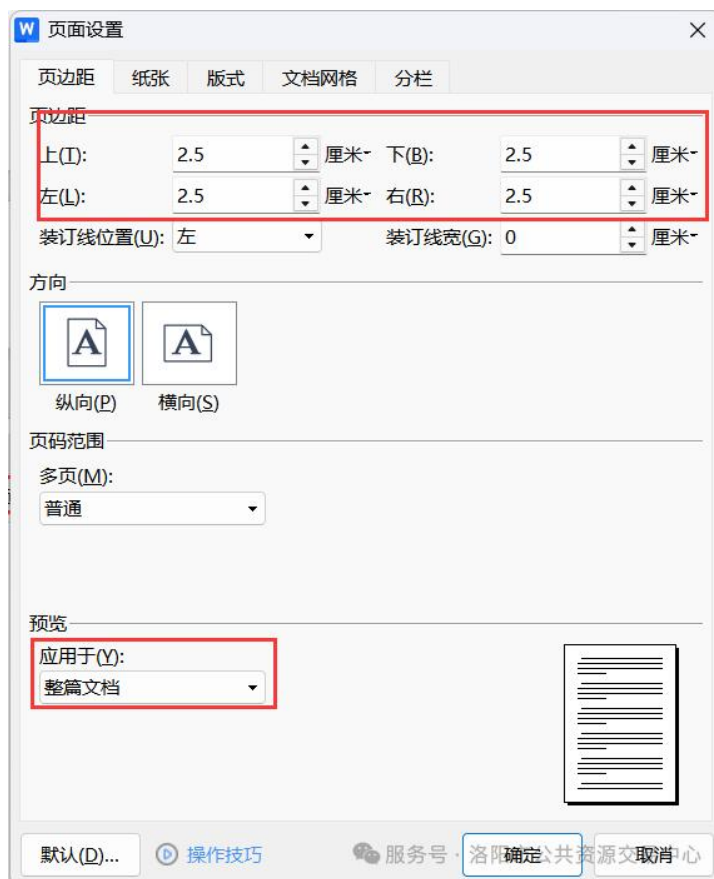 W 页面设置
页边距 纸张 版式 文档网格 分栏
页边距
上(T): 2.5 厘米 下(B): 2.5 厘米
左(L): 2.5 厘米 右(R): 2.5 厘米
装订线位置(U): 左 装订线宽(G): 0 厘米
方向
A A
纵向(P) 横向(S)
页码范围
多页(M):
普通
预览
应用于(Y):
整篇文档
默认(D)... 操作技巧 确定 取消
服务号 · 洛阳 公共资源交 中心